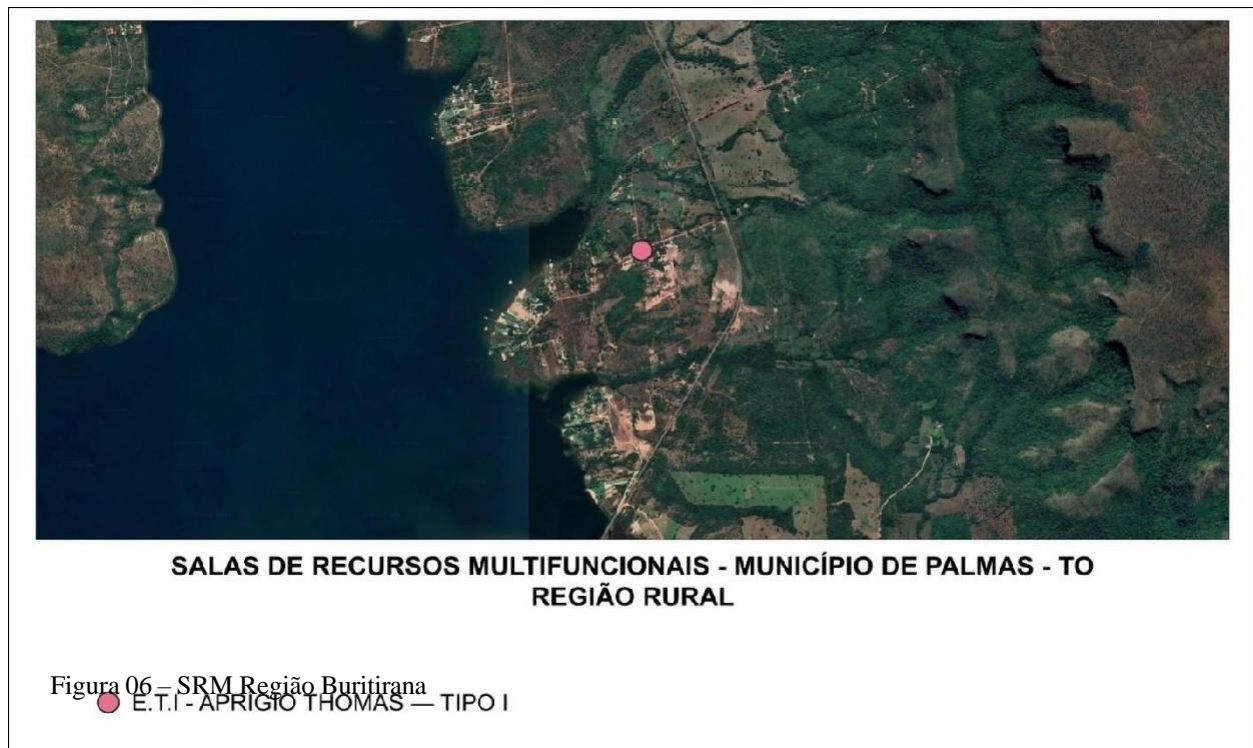 SALAS DE RECURSOS MULTIFUNCIONAIS - MUNICÍPIO DE PALMAS - TO
REGIÃO RURAL
Figura 06 – SRM Região Buritirana
E.T.I - APRIGIO THOMAS — TIPO I